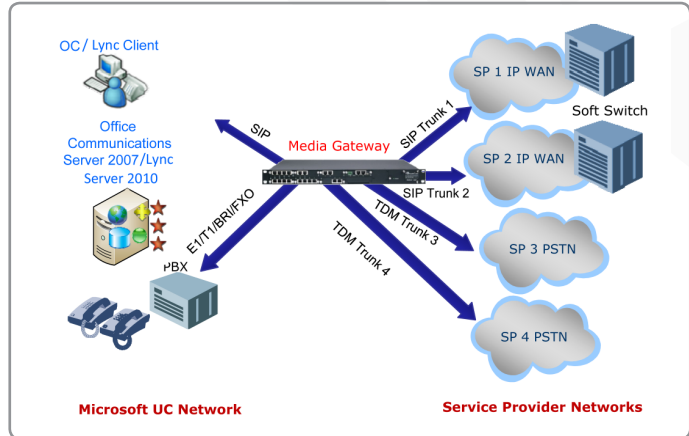 OC/ Lync Client
Office
Communications
Server 2007/Lync
Server 2010
PBX
Microsoft UC Network
SIP
E1/T1/BRI/FXO
Media Gateway
SIP Trunk 1
SIP Trunk 2
TDM Trunk 3
TDM Trunk 4
SP 1 IP WAN
Soft Switch
SP 2 IP WAN
SP 3 PSTN
SP 4 PSTN
Service Provider Networks